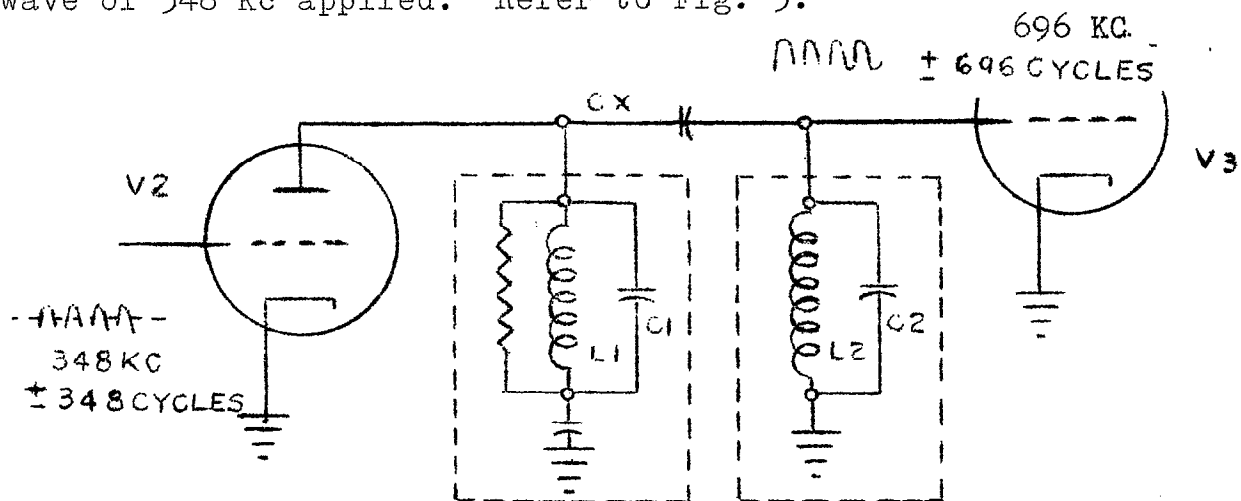 wave of 348 KC applied. Refer to Fig. 5.
696 KC.
± 696 CYCLES
CX
V2
V3
348 KC
± 348 CYCLES
L1
C1
L2
C2